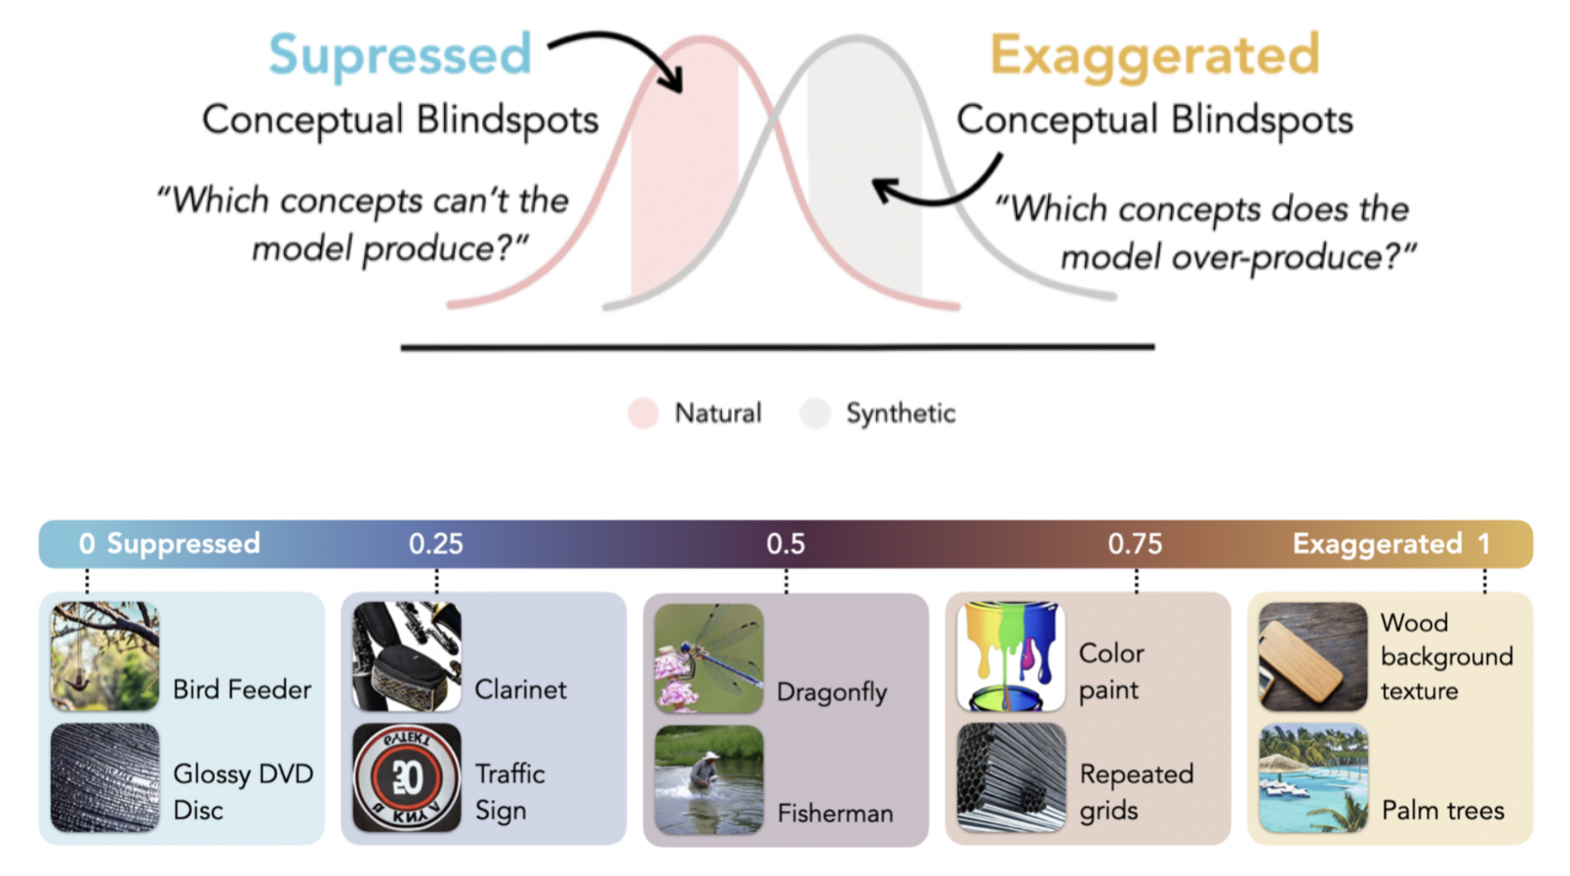 Supressed
Conceptual Blindspots
“Which concepts can’t the
model produce?”
Exaggerated
Conceptual Blindspots
“Which concepts does the
model over-produce?”
Natural
Synthetic
0 Suppressed
0.25
0.5
0.75
Exaggerated 1
Bird Feeder
Glossy DVD
Disc
Clarinet
30
Traffic
Sign
Dragonfly
Fisherman
Color
paint
Repeated
grids
Wood
background
texture
Palm trees